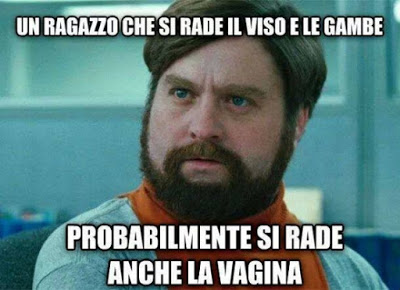 UN RAGAZZO CHE SI RADE IL VISO E LE GAMBE
PROBABILMENTE SI RADE
ANCHE LA VAGINA